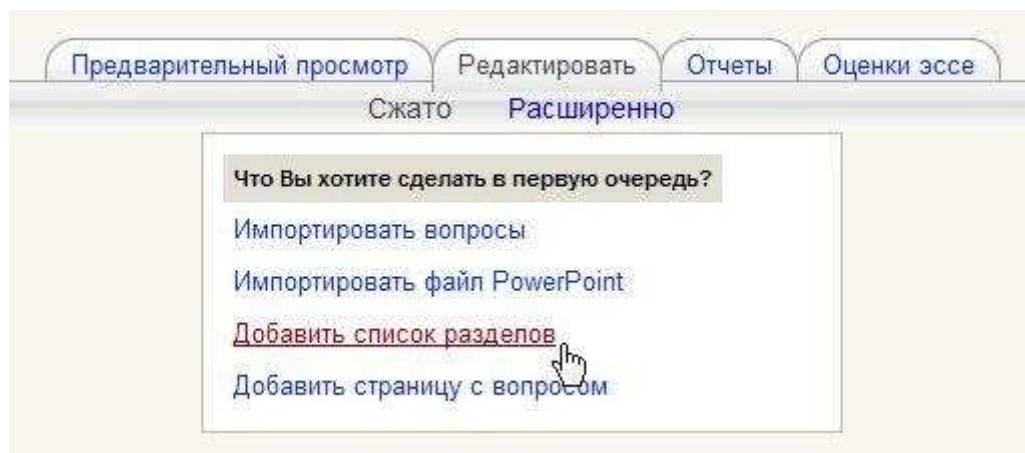 Предварительный просмотр Редактировать Отчеты Оценки эссе
Сжато Расширенно
Что Вы хотите сделать в первую очередь?
Импортировать вопросы
Импортировать файл PowerPoint
Добавить список разделов
Добавить страницу с вопросом